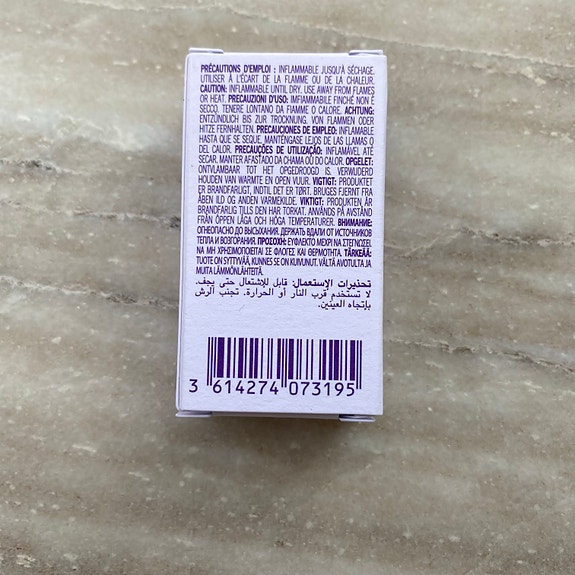 PRÉCAUTIONS D'EMPLOI : INFLAMMABLE JUSQU'À SÉCHAGE.
UTILISER À L'ÉCART DE LA FLAMME OU DE LA CHALEUR.
CAUTION: INFLAMMABLE UNTIL DRY. USE AWAY FROM FLAMES
OR HEAT. PRECAUZIONI D'USO: IMFIAMMABILE FINCHÉ NON È
SECCO. TENERE LONTANO DA FIAMME O CALORE. ACHTUNG:
ENTZÜNDLICH BIS ZUR TROCKNUNG. VON FLAMMEN ODER
HITZE FERNHALTEN. PRECAUCIONES DE EMPLEO: INFLAMABLE
HASTA QUE SE SEQUE. MANTÉNGASE LEJOS DE LAS LLAMAS O
DEL CALOR. PRECAUÇÕES DE UTILIZAÇÃO: INFLAMÁVEL ATÉ
SECAR. MANTER AFASTADO DA CHAMA OU DO CALOR. OPGELET:
ONTVLAMBAAR TOT HET OPGEDROOGD IS. VERWIJDERD
HOUDEN VAN WARMTE EN OPEN VUUR. VIGTIGT: PRODUKTET
ER BRANDFARLIGT, INDTIL DET ER TØRT. BRUGES FJERNT FRA
ÅBEN ILD OG ANDEN VARMEKILDE. VIKTIGT: PRODUKTEN ÄR
BRANDFARLIG TILLS DEN HAR TORKAT. ANVÄNDS PÅ AVSTÅND
FRÅN ÖPPEN LÅGA OCH HÖGA TEMPERATURER. ВНИМАНИЕ:
ОГНЕОПАСНО ДО ВЫСЫХАНИЯ. ДЕРЖАТЬ ВДАЛИ ОТ ИСТОЧНИКОВ
ТЕПЛА И ВОЗГОРАНИЯ. ΠΡΟΣΟΧΗ: ΕΥΦΛΕΚΤΟ ΜΕΧΡΙ ΝΑ ΣΤΕΓΝΩΣΕΙ.
ΝΑ ΜΗ ΧΡΗΣΙΜΟΠΟΙΕΙΤΑΙ ΣΕ ΦΛΟΓΕΣ ΚΑΙ ΘΕΡΜΟΤΗΤΑ. TÄRKEÄÄ:
TUOTE ON SYTTYVÄÄ, KUNNES SE ON KUIVUNUT. VÄLTÄ AVOTULTA JA
MUITA LÄMMÖNLÄHTEITÄ.
تحذيرات الإستعمال: قابل للإشتعال حتى يجف.
لا تستخدم قرب النار أو الحرارة. تجنب الرش
بإتجاه العينين.
3 614274 073195